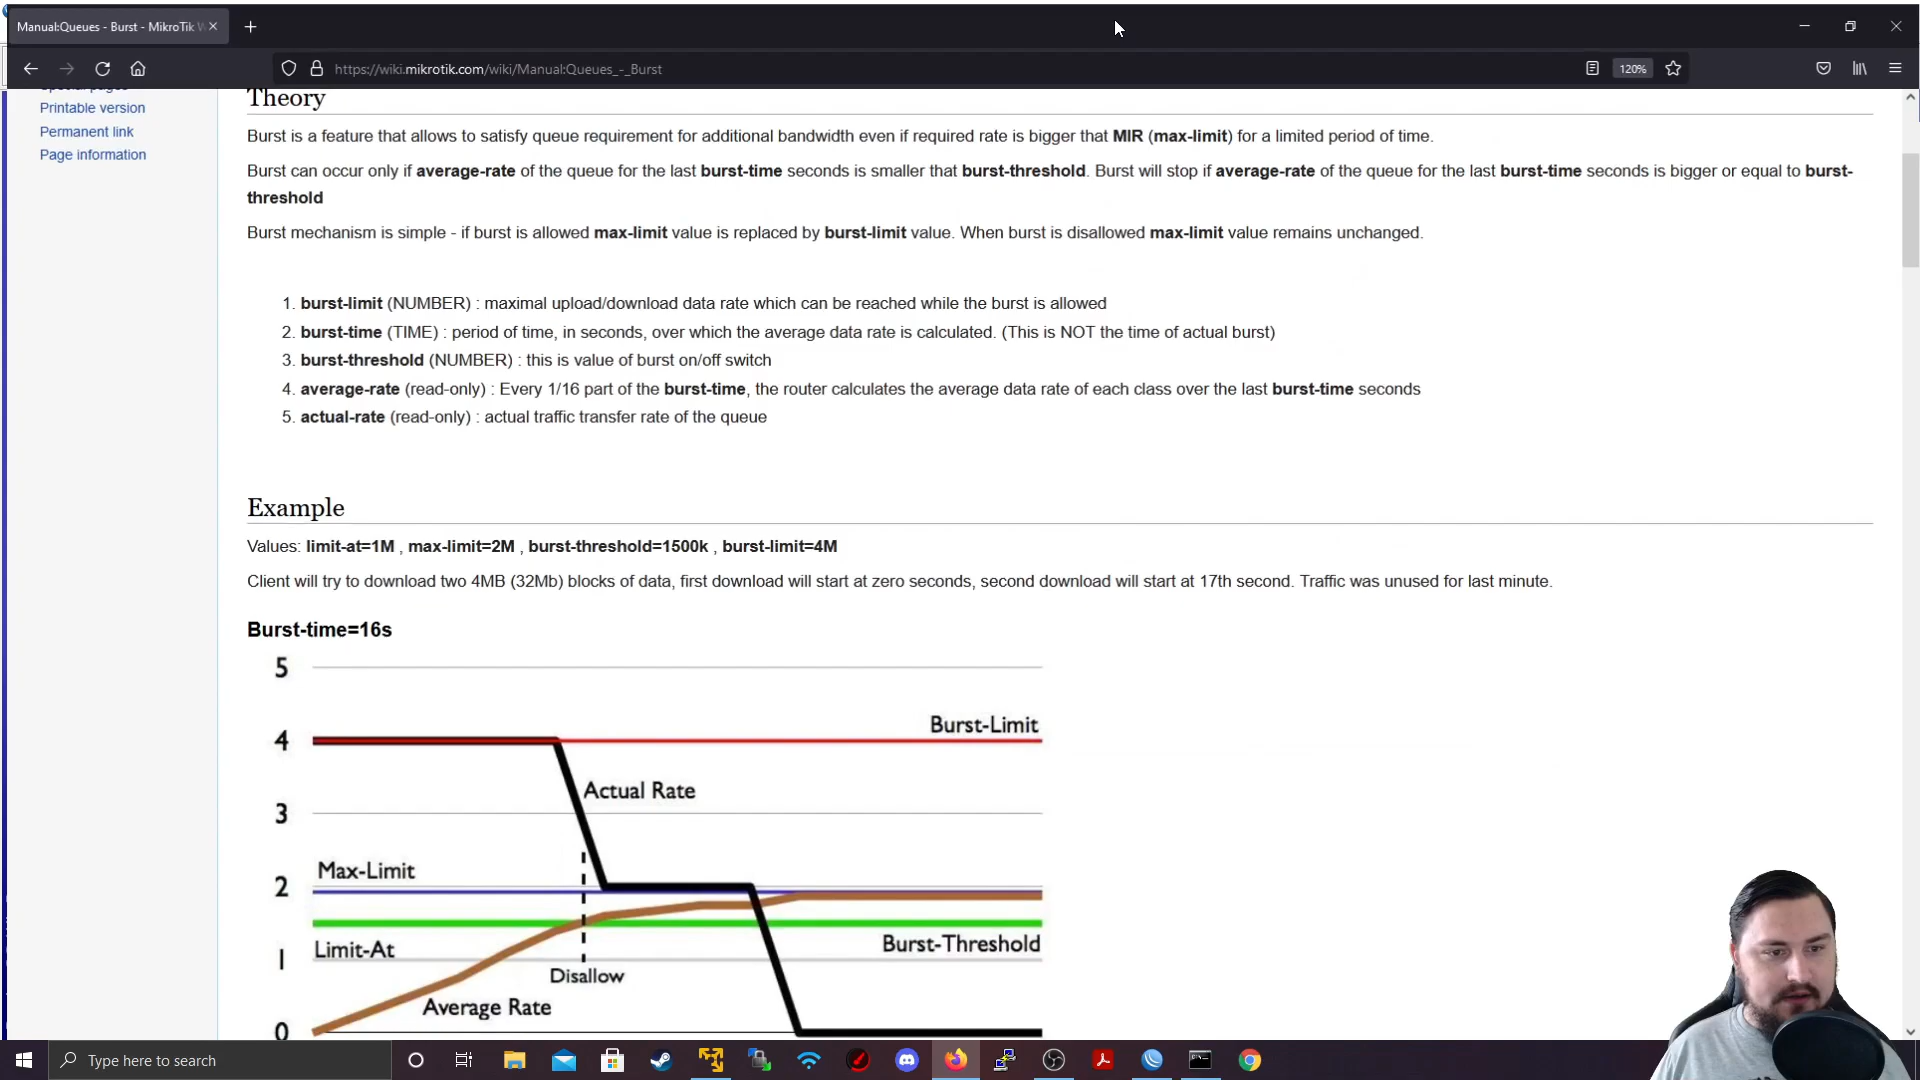 Manual:Queues - Burst - MikroTik W
https://wiki.mikrotik.com/wiki/Manual:Queues_-_Burst
120%
Special pages
Printable version
Permanent link
Page information
Theory
Burst is a feature that allows to satisfy queue requirement for additional bandwidth even if required rate is bigger that MIR (max-limit) for a limited period of time.
Burst can occur only if average-rate of the queue for the last burst-time seconds is smaller that burst-threshold. Burst will stop if average-rate of the queue for the last burst-time seconds is bigger or equal to burst-
threshold
Burst mechanism is simple - if burst is allowed max-limit value is replaced by burst-limit value. When burst is disallowed max-limit value remains unchanged.
1. burst-limit (NUMBER) : maximal upload/download data rate which can be reached while the burst is allowed
2. burst-time (TIME) : period of time, in seconds, over which the average data rate is calculated. (This is NOT the time of actual burst)
3. burst-threshold (NUMBER) : this is value of burst on/off switch
4. average-rate (read-only) : Every 1/16 part of the burst-time, the router calculates the average data rate of each class over the last burst-time seconds
5. actual-rate (read-only) : actual traffic transfer rate of the queue
Example
Values: limit-at=1M , max-limit=2M , burst-threshold=1500k , burst-limit=4M
Client will try to download two 4MB (32Mb) blocks of data, first download will start at zero seconds, second download will start at 17th second. Traffic was unused for last minute.
Burst-time=16s
5
Burst-Limit
4
Actual Rate
3
Max-Limit
2
Limit-At
Burst-Threshold
1
Disallow
Average Rate
0
Type here to search